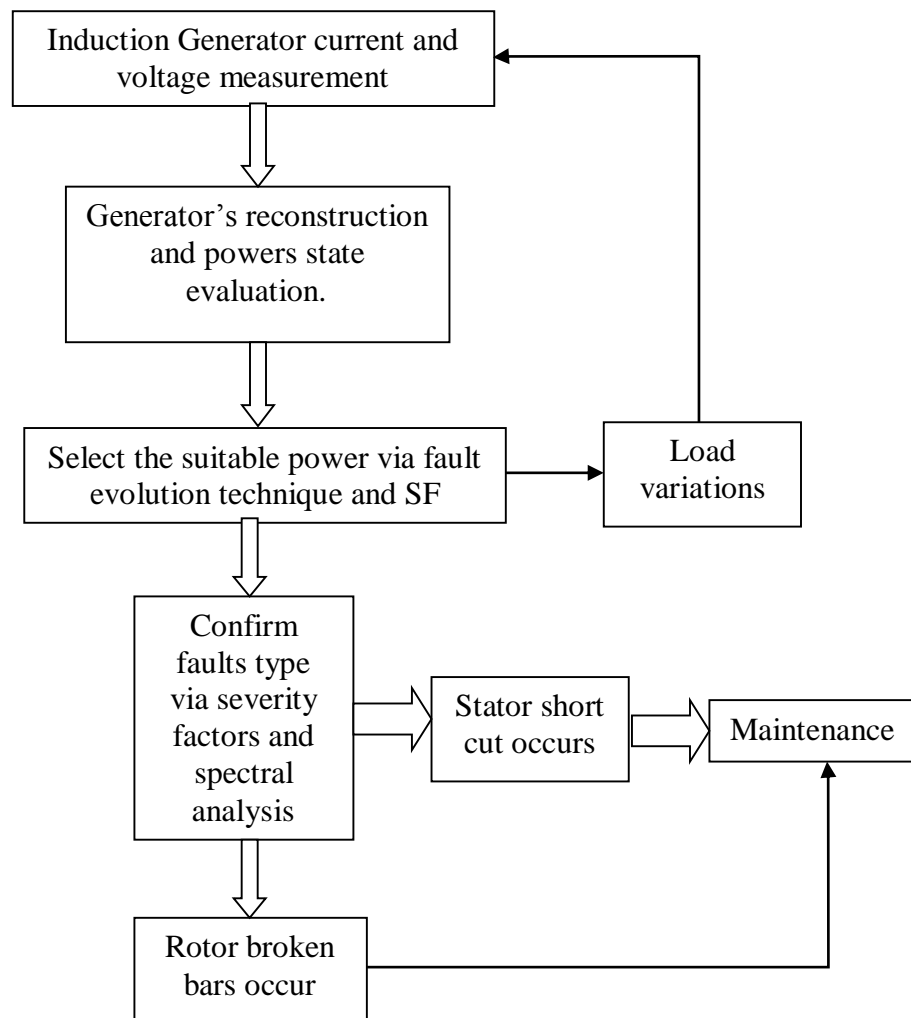 Induction Generator current and
voltage measurement
Generator’s reconstruction
and powers state
evaluation.
Select the suitable power via fault
evolution technique and SF
Load
variations
Confirm
faults type
via severity
factors and
spectral
analysis
Stator short
cut occurs
Maintenance
Rotor broken
bars occur